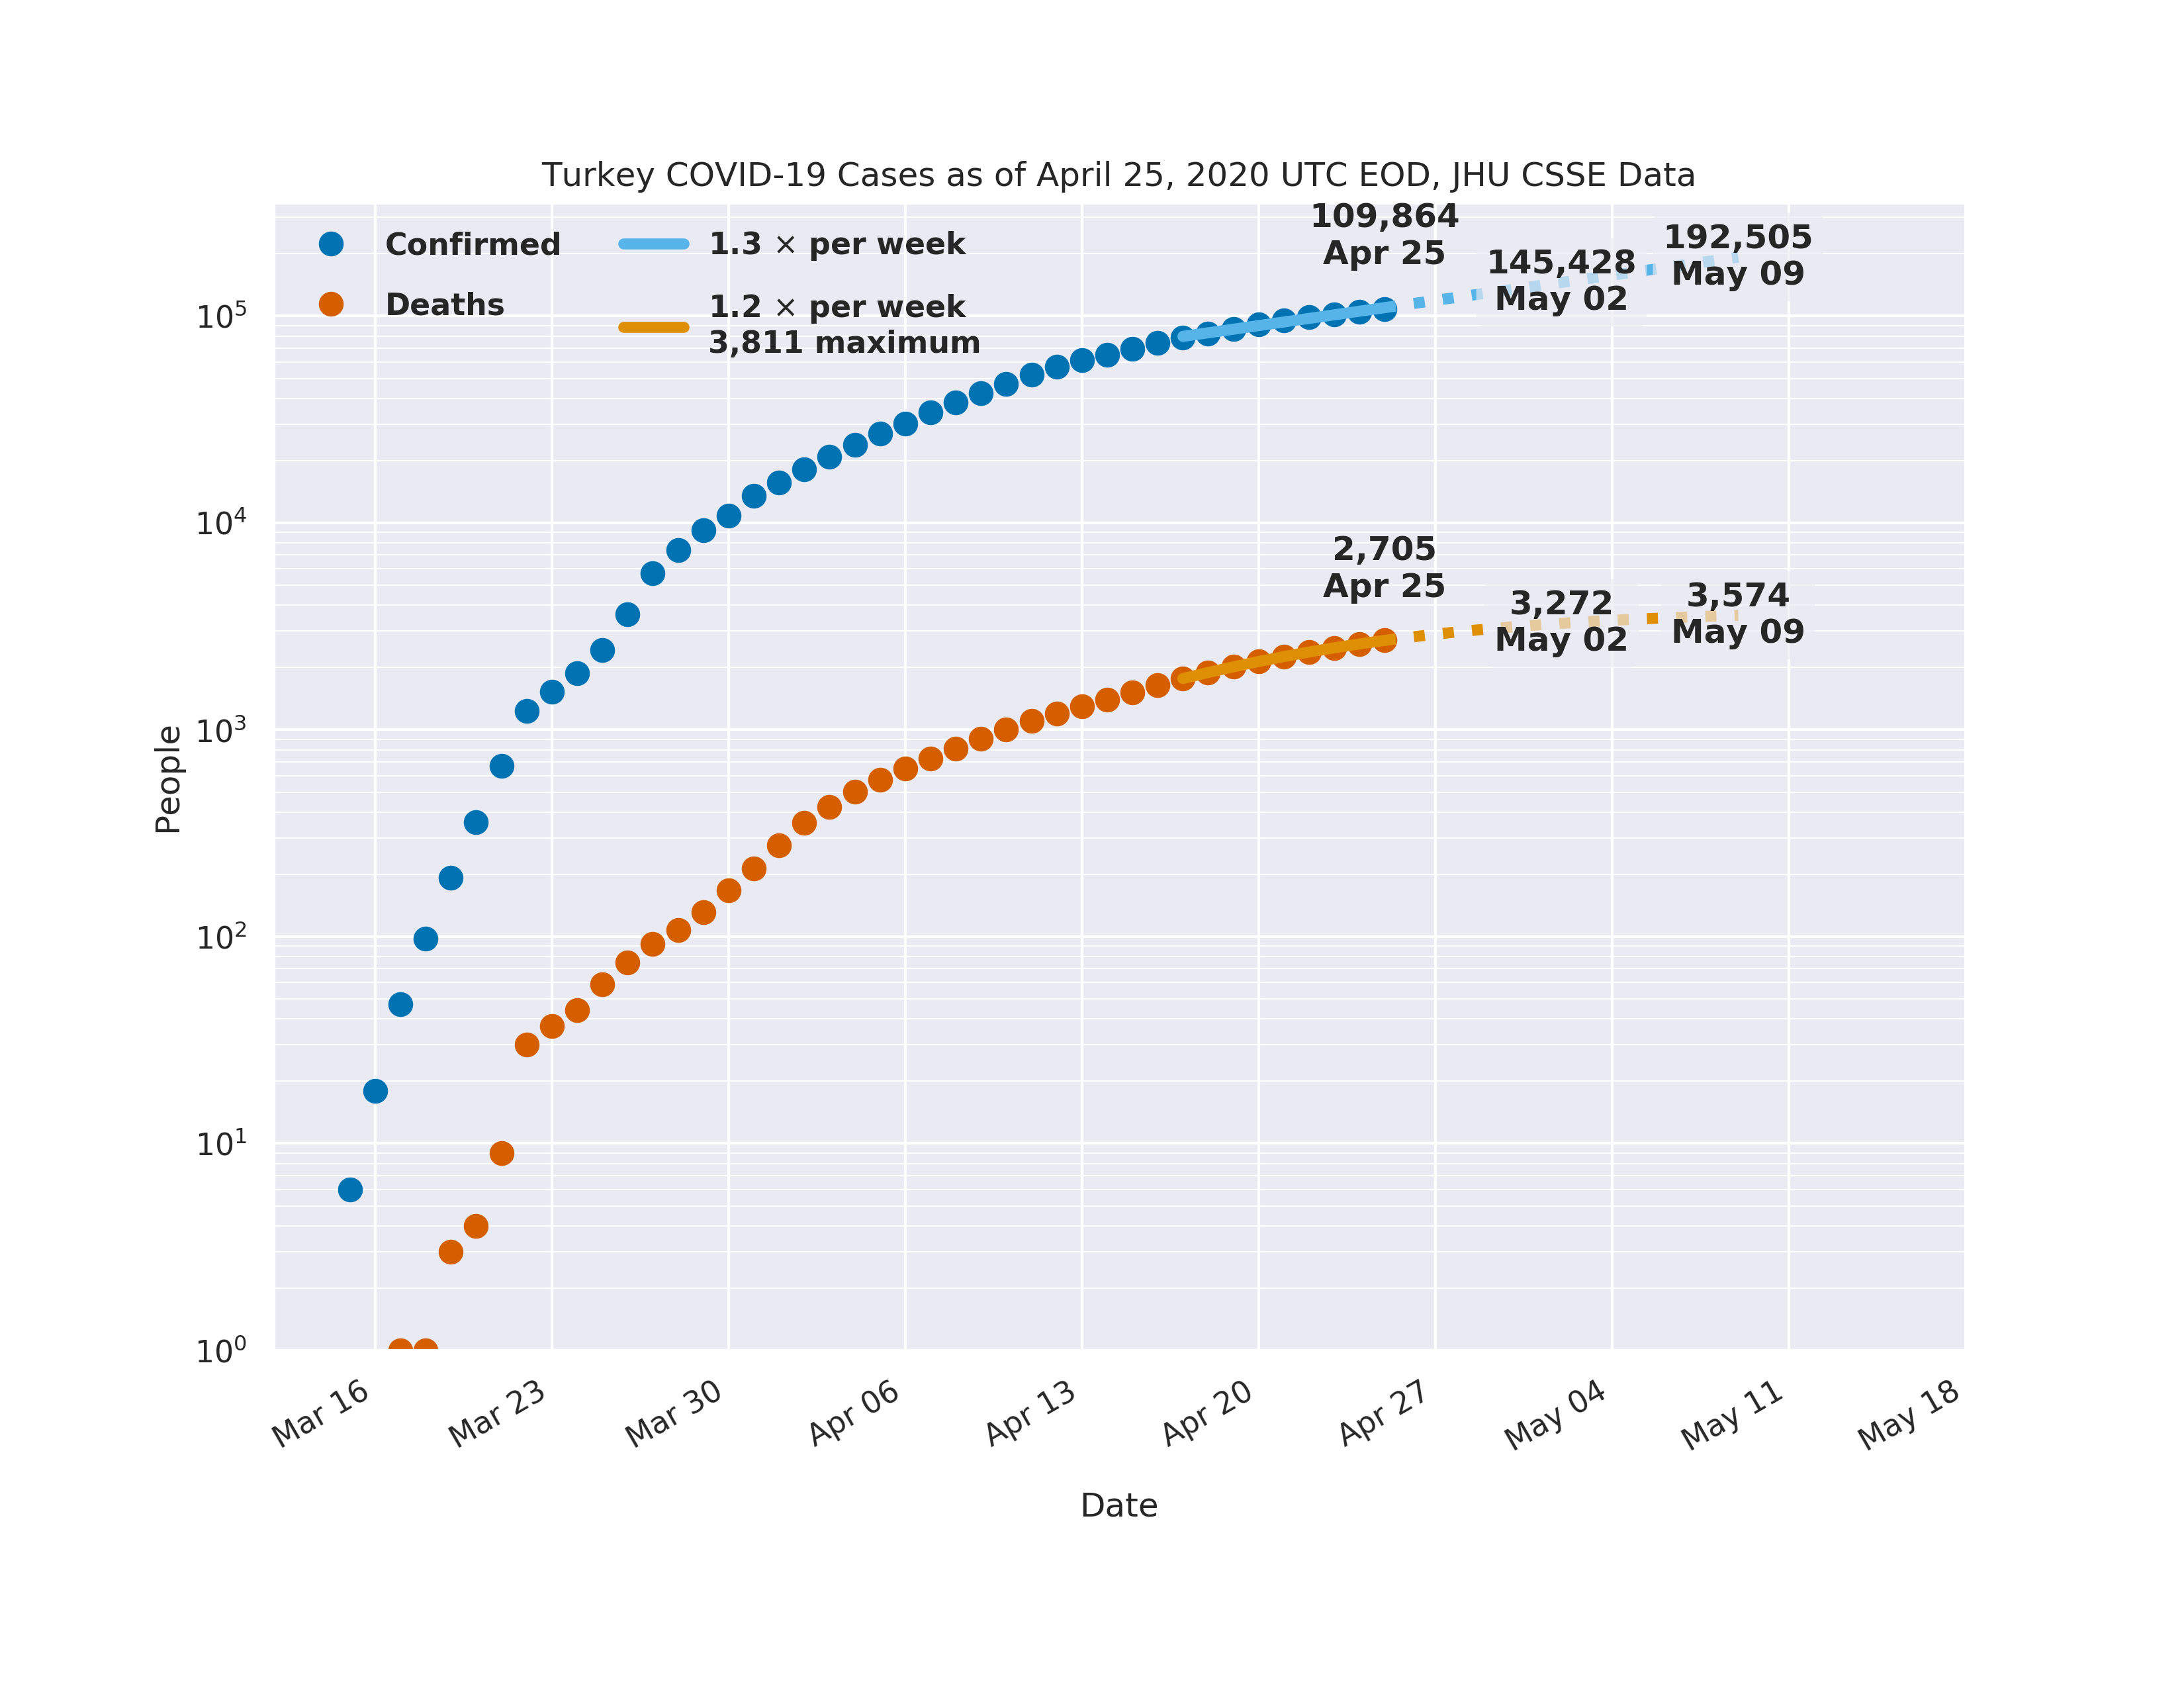 Turkey COVID-19 Cases as of April 25, 2020 UTC EOD, JHU CSSE Data
Confirmed
Deaths
1.3 × per week
1.2 × per week
3,811 maximum
109,864
Apr 25
145,428
May 02
192,505
May 09
2,705
Apr 25
3,272
May 02
3,574
May 09
People
10⁵
10⁴
10³
10²
10¹
10⁰
Mar 16
Mar 23
Mar 30
Apr 06
Apr 13
Apr 20
Apr 27
May 04
May 11
May 18
Date